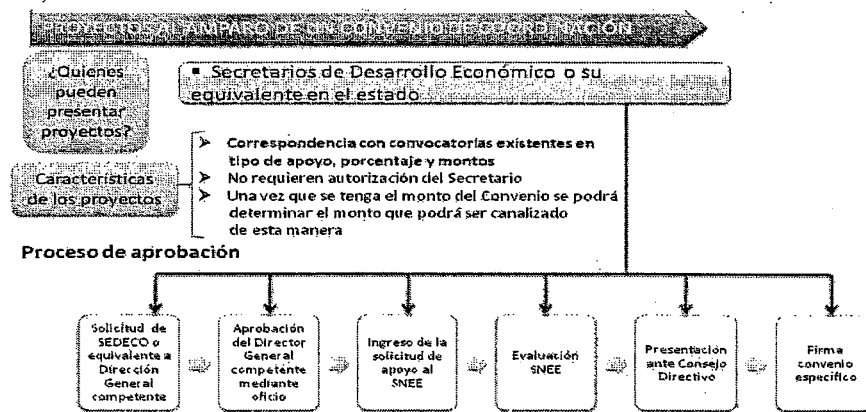 PROYECTOS AL AMPARO DE UN CONVENIO DE COORDINACIÓN
¿Quienes
pueden
presentar
proyectos?
▪ Secretarios de Desarrollo Económico o su
equivalente en el estado
Características
de los proyectos
➤ Correspondencia con convocatorias existentes en
tipo de apoyo, porcentaje y montos
➤ No requieren autorización del Secretario
➤ Una vez que se tenga el monto del Convenio se podrá
determinar el monto que podrá ser canalizado
de esta manera
Proceso de aprobación
Solicitud de
SEDECO o
equivalente a
Dirección
General
competente
Aprobación
del Director
General
competente
mediante
oficio
Ingreso de la
solicitud de
apoyo al
SNEE
Evaluación
SNEE
Presentación
ante Consejo
Directivo
Firma
convenio
especifico